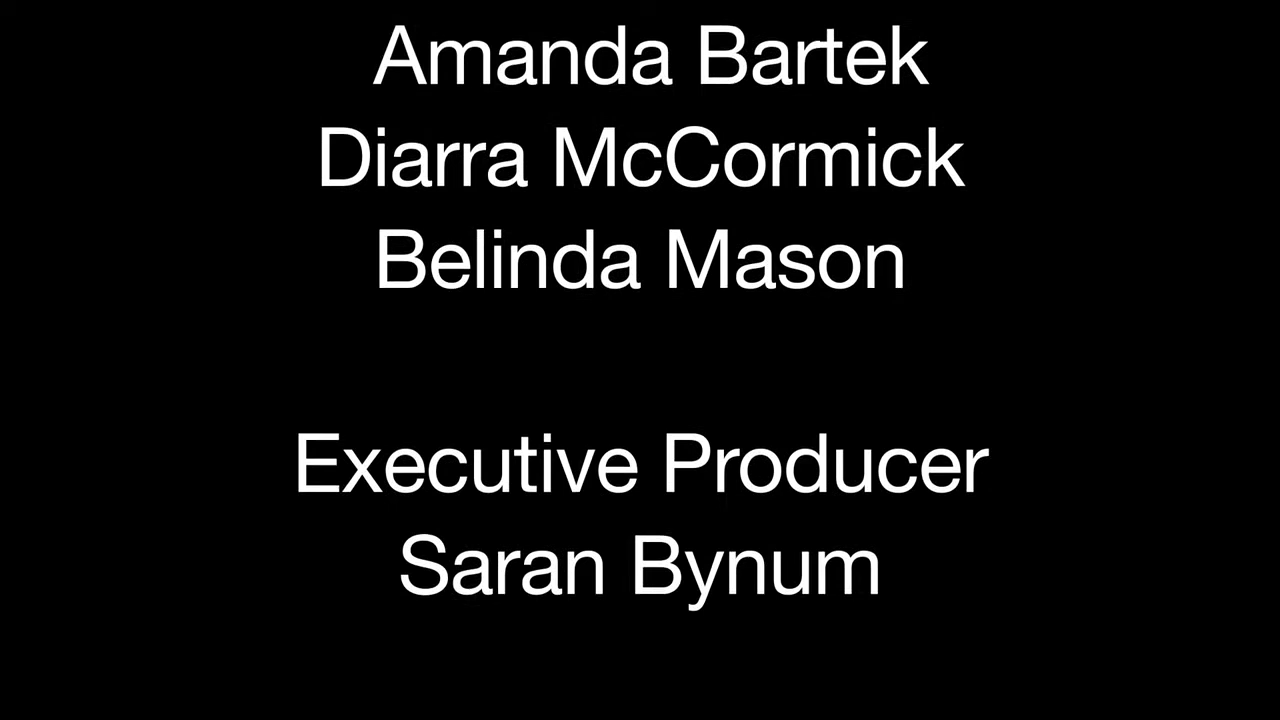 Amanda Bartek
Diarra McCormick
Belinda Mason
Executive Producer
Saran Bynum